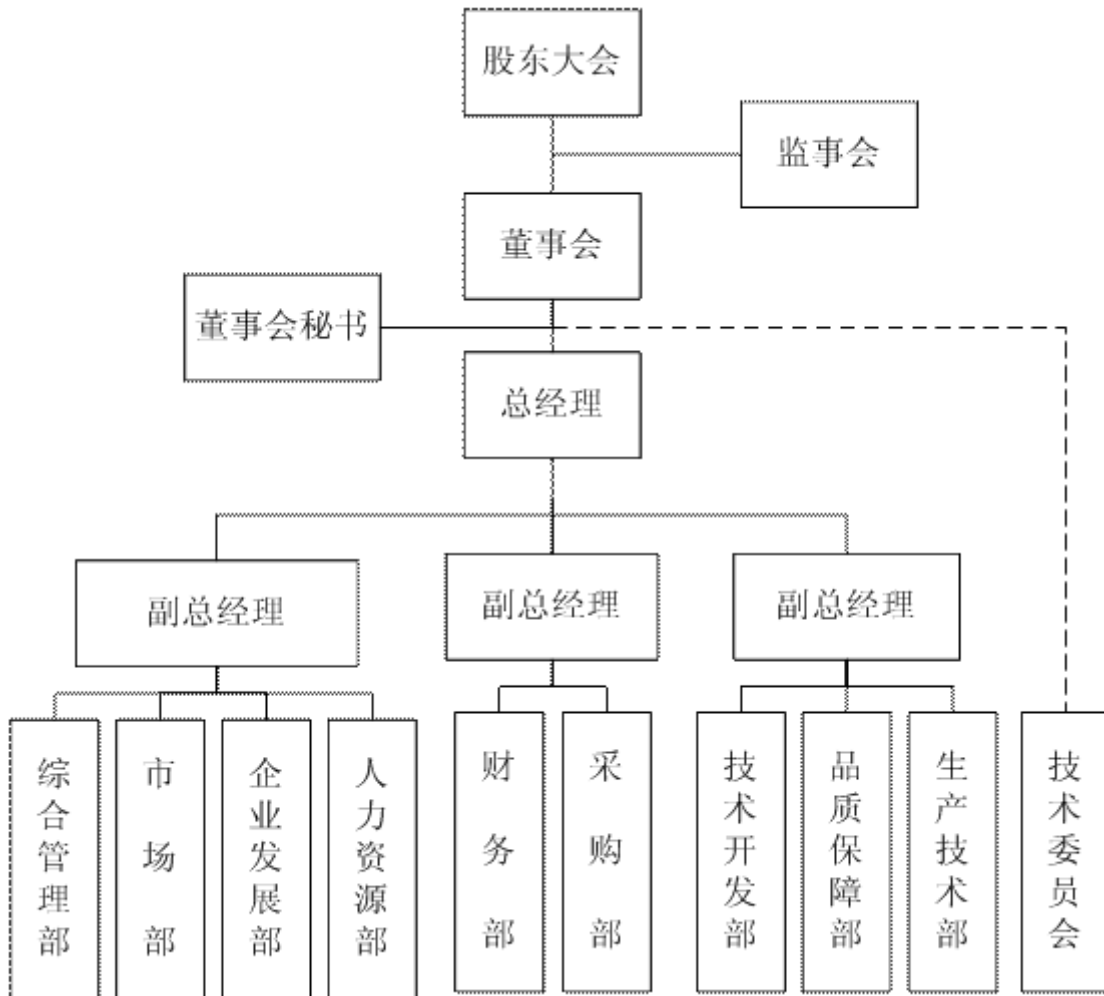 股东大会
监事会
董事会
董事会秘书
总经理
副总经理
副总经理
副总经理
综合管理部
市场部
企业发展部
人力资源部
财务部
采购部
技术开发部
品质保障部
生产技术部
技术委员会